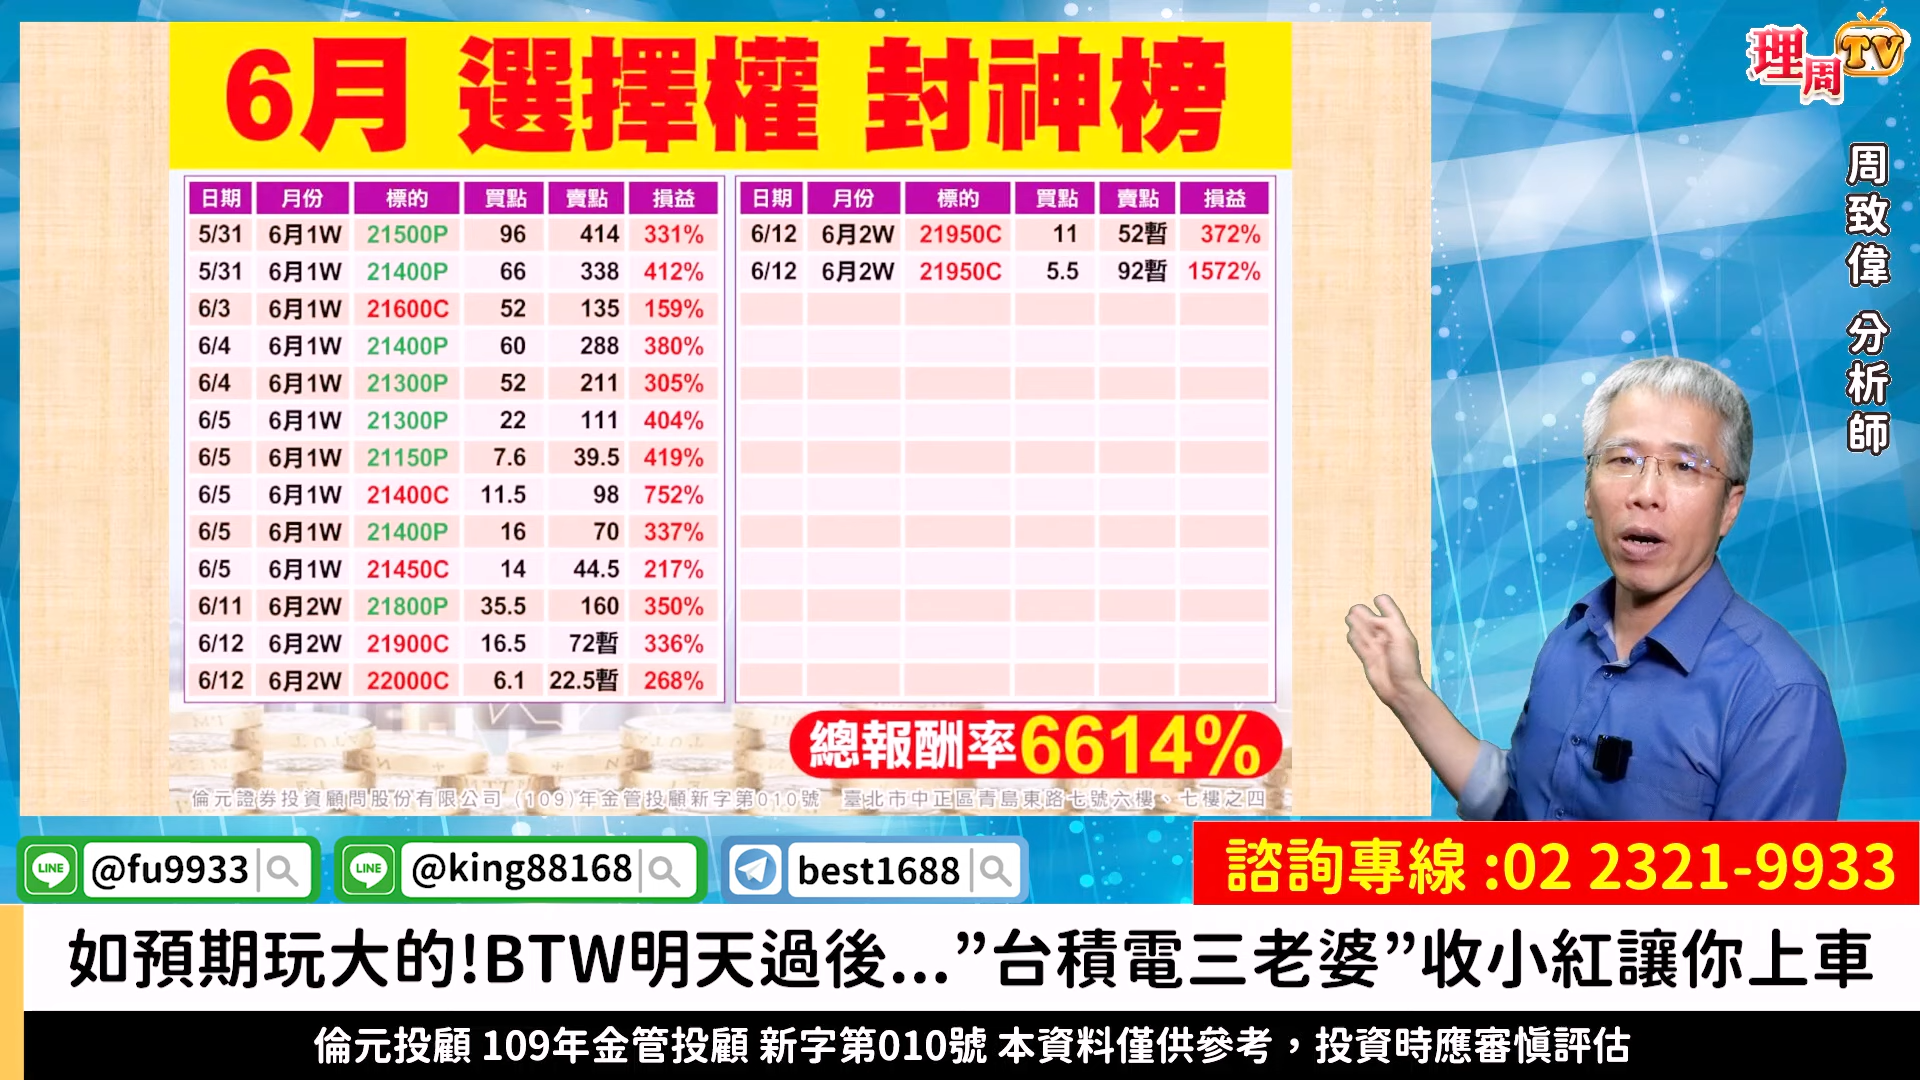 6月 選擇權 封神榜
理周TV
周致偉 分析師
日期 月份 標的 買點 賣點 損益
5/31 6月1W 21500P 96 414 331%
5/31 6月1W 21400P 66 338 412%
6/3 6月1W 21600C 52 135 159%
6/4 6月1W 21400P 60 288 380%
6/4 6月1W 21300P 52 211 305%
6/5 6月1W 21300P 22 111 404%
6/5 6月1W 21150P 7.6 39.5 419%
6/5 6月1W 21400C 11.5 98 752%
6/5 6月1W 21400P 16 70 337%
6/5 6月1W 21450C 14 44.5 217%
6/11 6月2W 21800P 35.5 160 350%
6/12 6月2W 21900C 16.5 72暫 336%
6/12 6月2W 22000C 6.1 22.5暫 268%
日期 月份 標的 買點 賣點 損益
6/12 6月2W 21950C 11 52暫 372%
6/12 6月2W 21950C 5.5 92暫 1572%
總報酬率6614%
倫元證券投資顧問股份有限公司 (109)年金管投顧新字第010號 臺北市中正區青島東路七號六樓、七樓之四
LINE @fu9933
LINE @king88168
best1688
諮詢專線 :02 2321-9933
如預期玩大的!BTW明天過後...”台積電三老婆”收小紅讓你上車
倫元投顧 109年金管投顧 新字第010號 本資料僅供參考，投資時應審慎評估